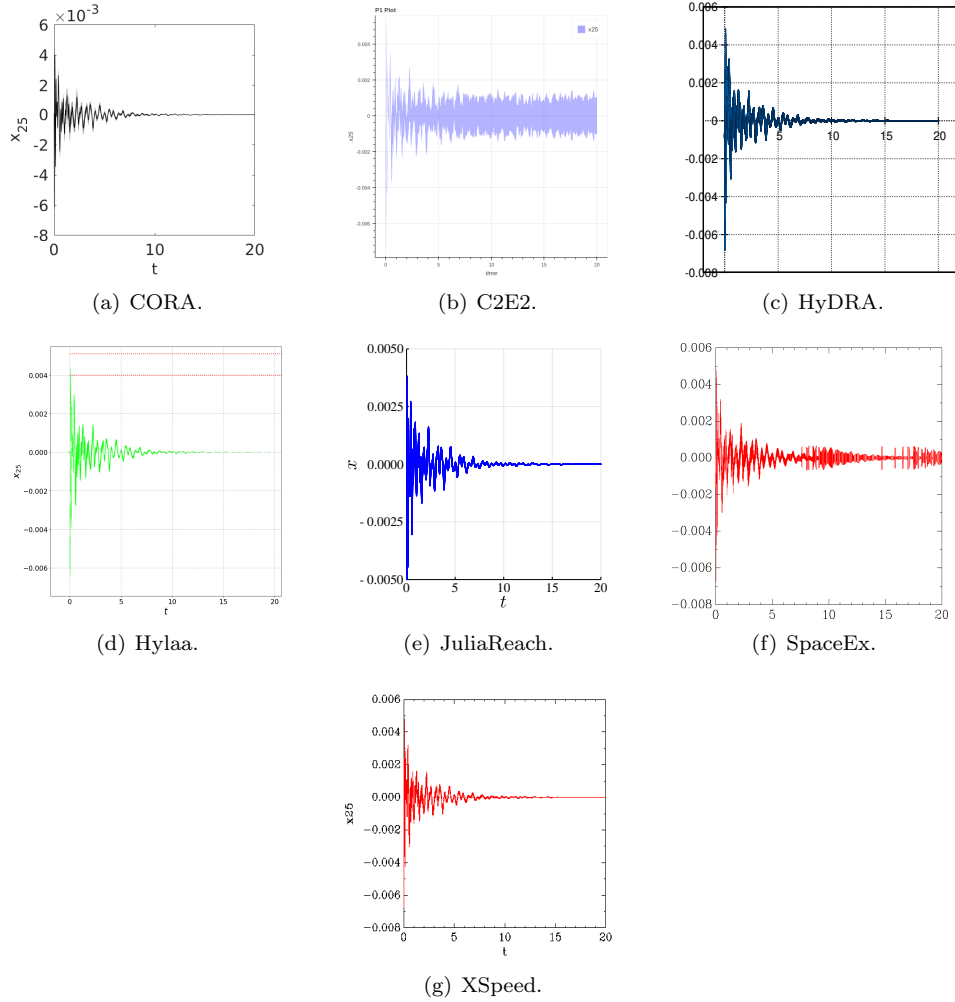 ×10⁻³
6
4
2
0
-2
-4
-6
-8
x₂₅
0 10 20
t
(a) CORA.
P1 Plot
x25
0.004
0.002
0
-0.002
-0.004
-0.006
x25
0 5 10 15 20
time
(b) C2E2.
0.006
0.004
0.002
0
-0.002
-0.004
-0.006
-0.008
5 10 15 20
(c) HyDRA.
0.004
0.002
0.000
−0.002
−0.004
−0.006
x₂₅
0 5 10 15 20
t
(d) Hylaa.
0.0050
0.0025
0.0000
- 0.0025
- 0.0050
x
0 5 10 15 20
t
(e) JuliaReach.
0.006
0.004
0.002
0.000
−0.002
−0.004
−0.006
−0.008
0 5 10 15 20
(f) SpaceEx.
0.006
0.004
0.002
0.000
−0.002
−0.004
−0.006
−0.008
x25
0 5 10 15 20
t
(g) XSpeed.